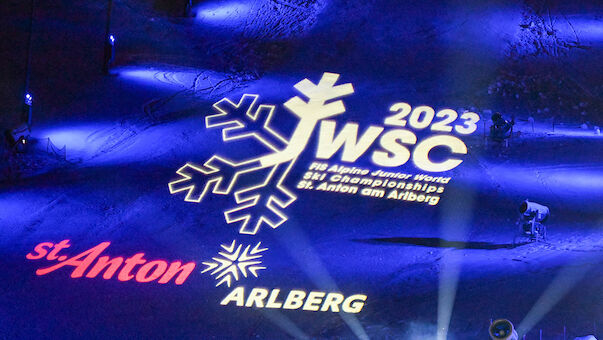 2023
JWSC
FIS Alpine Junior World
Ski Championships
St. Anton am Arlberg
st. Anton
ARLBERG